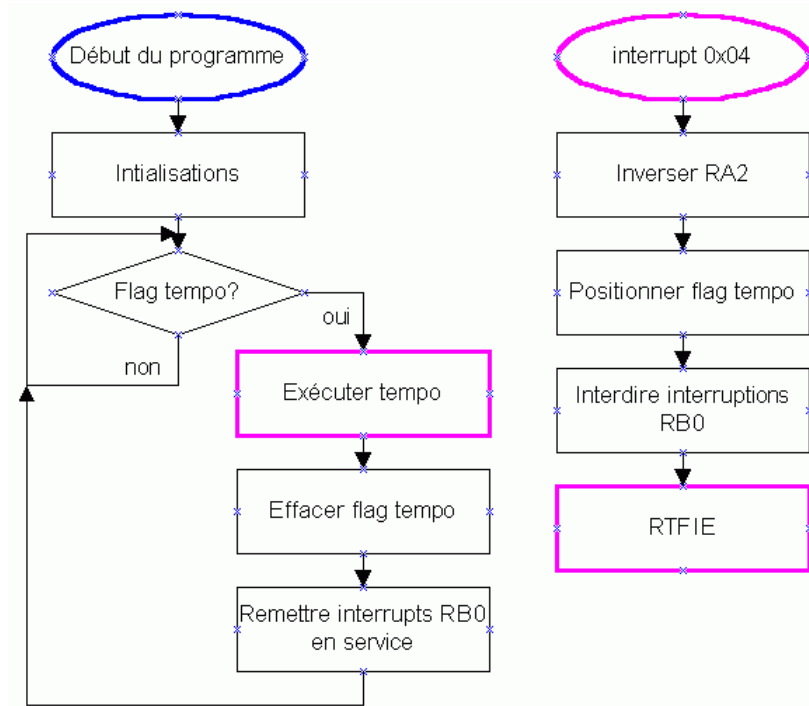 Début du programme
Intialisations
Flag tempo?
oui
non
Exécuter tempo
Effacer flag tempo
Remettre interrupts RB0
en service
interrupt 0x04
Inverser RA2
Positionner flag tempo
Interdire interruptions
RB0
RTFIE